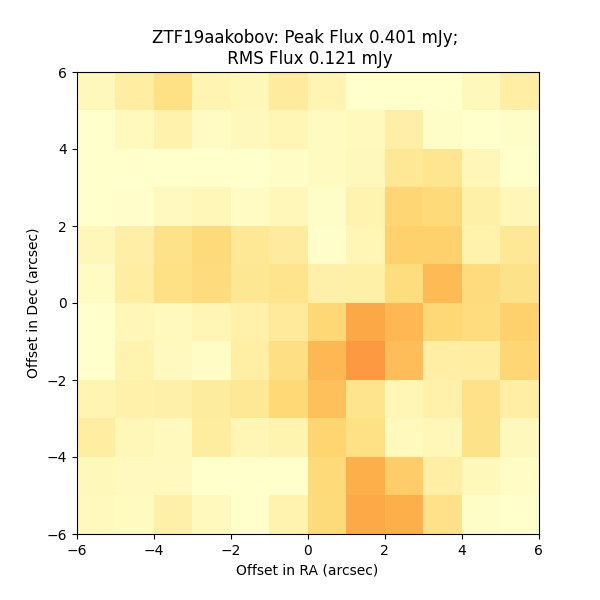 ZTF19aakobov: Peak Flux 0.401 mJy;
RMS Flux 0.121 mJy
6
4
2
0
−2
−4
−6
Offset in Dec (arcsec)
−6 −4 −2 0 2 4 6
Offset in RA (arcsec)